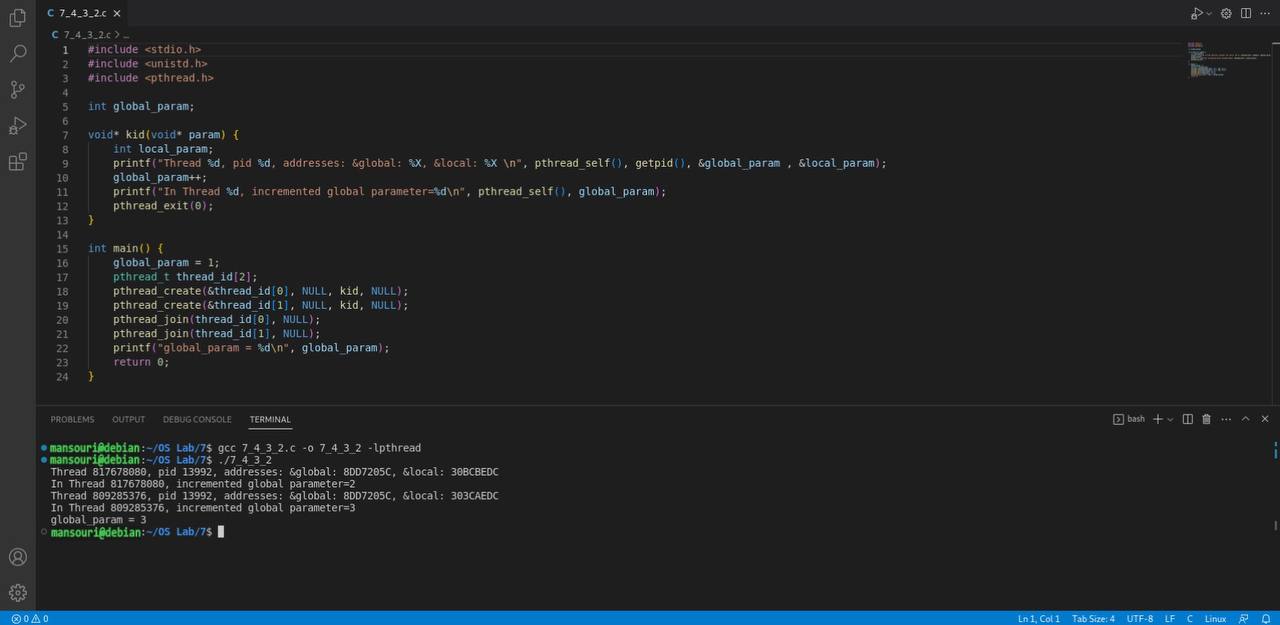 7_4_3_2.c
7_4_3_2.c > ...
1 #include <stdio.h>
2 #include <unistd.h>
3 #include <pthread.h>
4
5 int global_param;
6
7 void* kid(void* param) {
8 int local_param;
9 printf("Thread %d, pid %d, addresses: &global: %X, &local: %X \n", pthread_self(), getpid(), &global_param , &local_param);
10 global_param++;
11 printf("In Thread %d, incremented global parameter=%d\n", pthread_self(), global_param);
12 pthread_exit(0);
13 }
14
15 int main() {
16 global_param = 1;
17 pthread_t thread_id[2];
18 pthread_create(&thread_id[0], NULL, kid, NULL);
19 pthread_create(&thread_id[1], NULL, kid, NULL);
20 pthread_join(thread_id[0], NULL);
21 pthread_join(thread_id[1], NULL);
22 printf("global_param = %d\n", global_param);
23 return 0;
24 }
PROBLEMS OUTPUT DEBUG CONSOLE TERMINAL bash
mansouri@debian:~/OS Lab/7$ gcc 7_4_3_2.c -o 7_4_3_2 -lpthread
mansouri@debian:~/OS Lab/7$ ./7_4_3_2
Thread 817678080, pid 13992, addresses: &global: 8DD7205C, &local: 30BCBEDC
In Thread 817678080, incremented global parameter=2
Thread 809285376, pid 13992, addresses: &global: 8DD7205C, &local: 303CAEDC
In Thread 809285376, incremented global parameter=3
global_param = 3
mansouri@debian:~/OS Lab/7$
0 0 Ln 1, Col 1 Tab Size: 4 UTF-8 LF C Linux